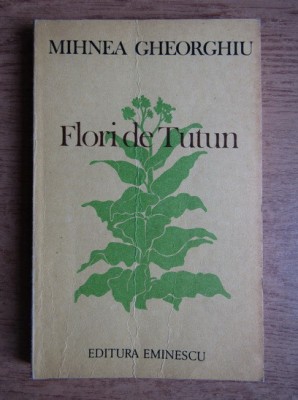 MIHNEA GHEORGHIU
Flori de Tutun
EDITURA EMINESCU